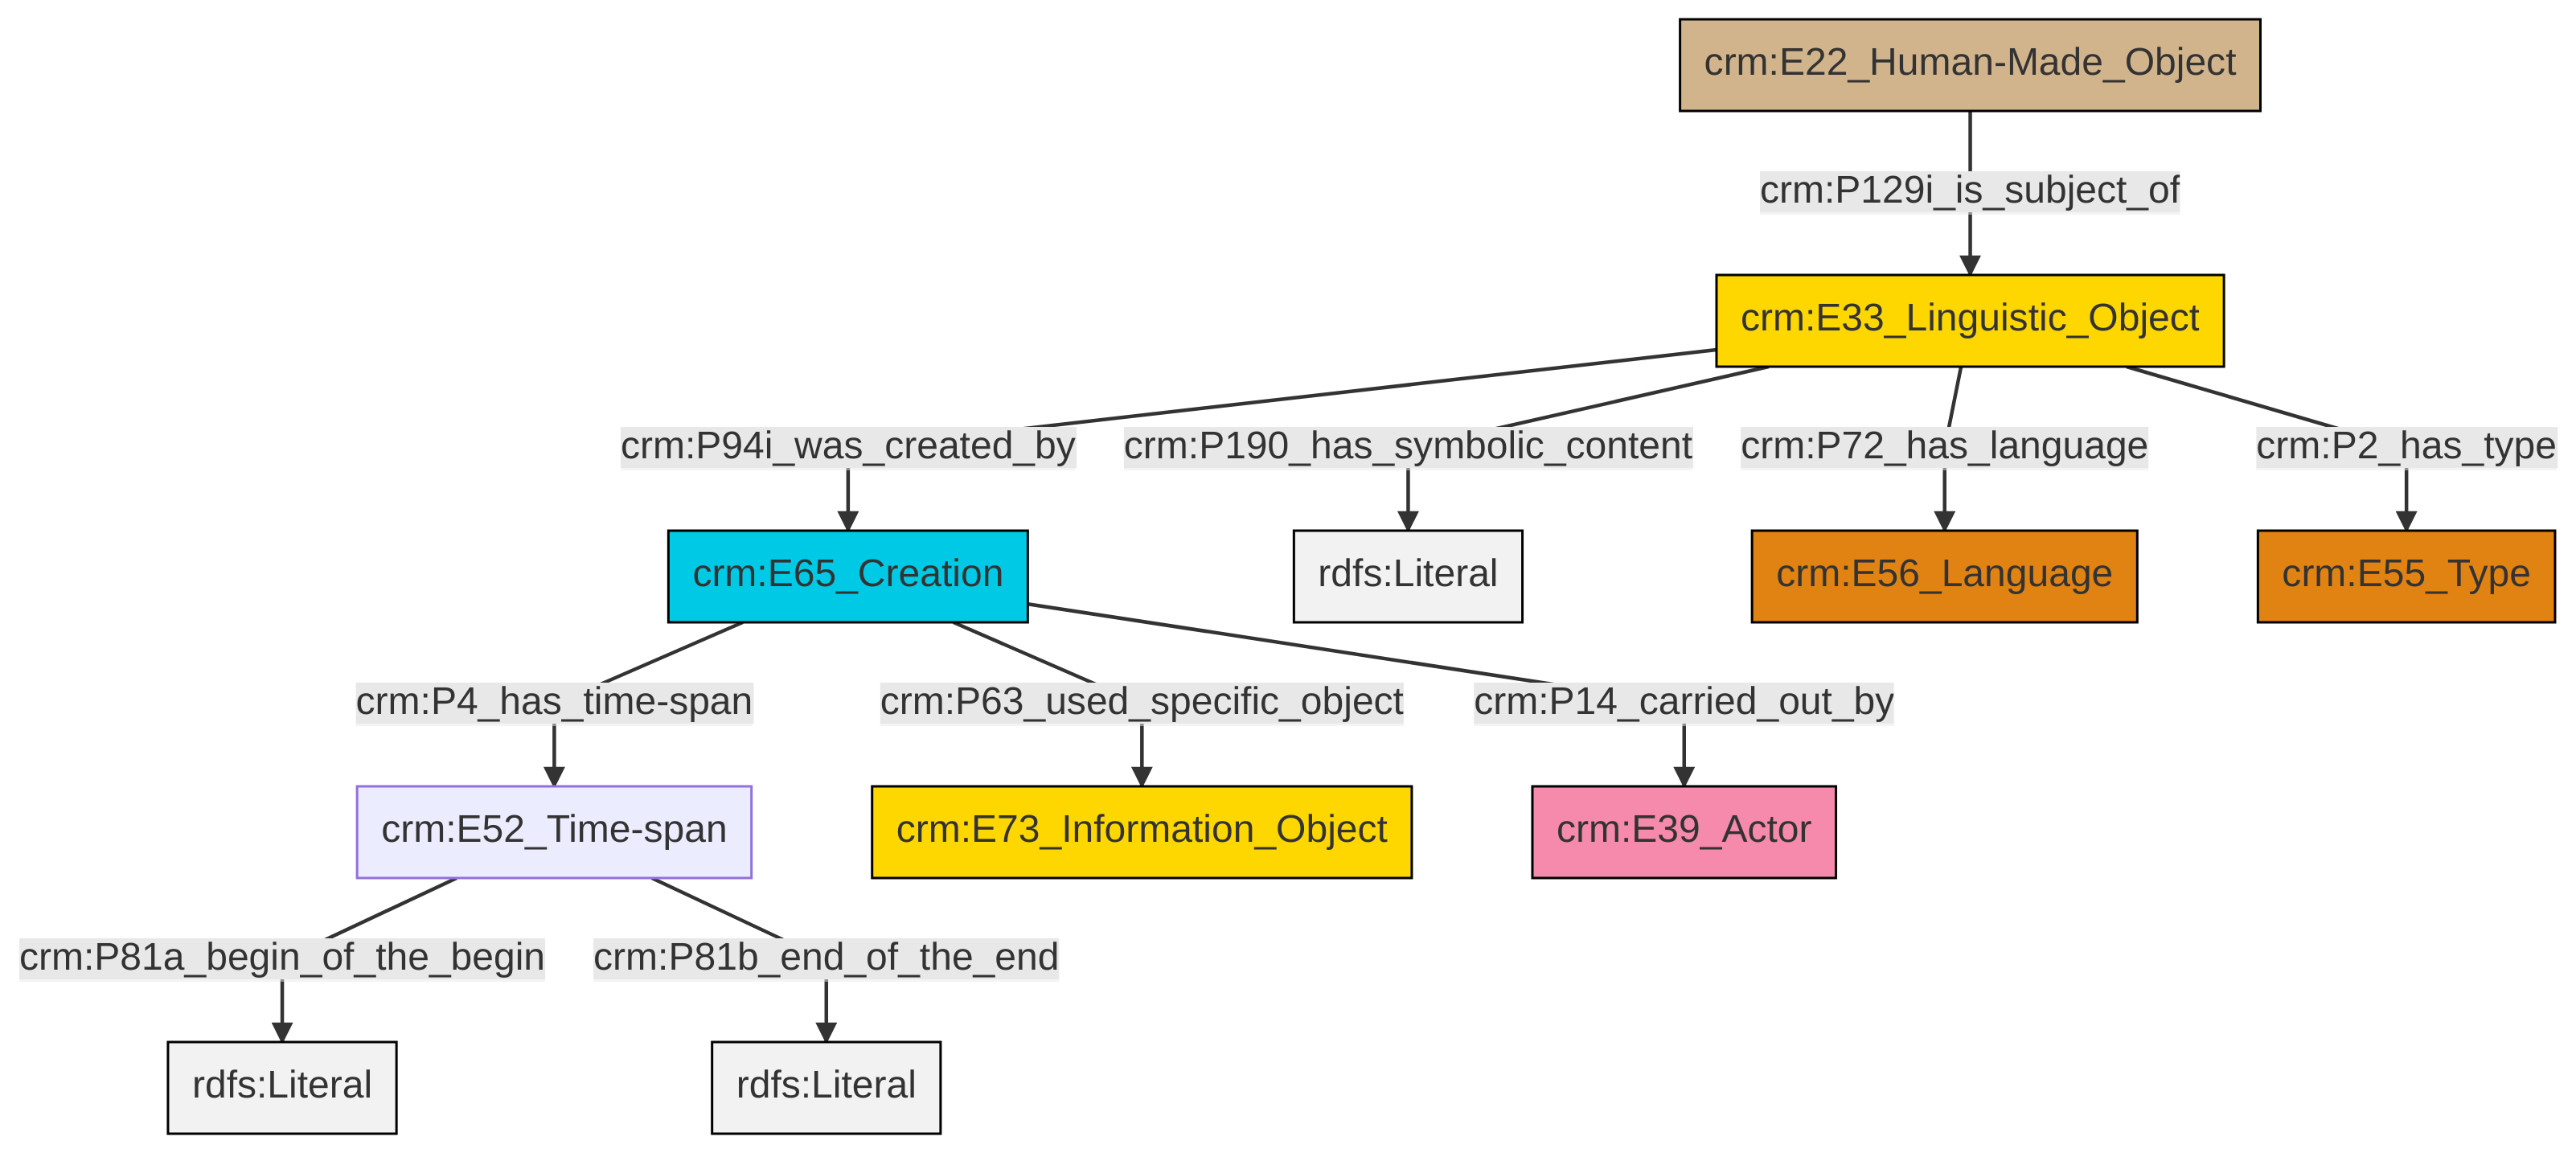 crm:E22_Human-Made_Object
crm:P129i_is_subject_of
crm:E33_Linguistic_Object
crm:P94i_was_created_by
crm:P190_has_symbolic_content
crm:P72_has_language
crm:P2_has_type
crm:E65_Creation
rdfs:Literal
crm:E56_Language
crm:E55_Type
crm:P4_has_time-span
crm:P63_used_specific_object
crm:P14_carried_out_by
crm:E52_Time-span
crm:E73_Information_Object
crm:E39_Actor
crm:P81a_begin_of_the_begin
crm:P81b_end_of_the_end
rdfs:Literal
rdfs:Literal